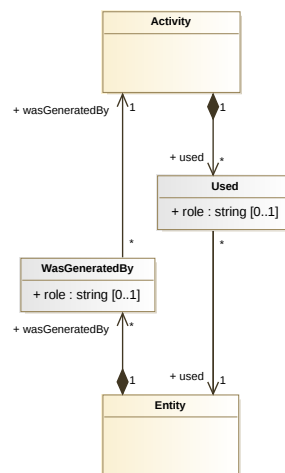 Activity
+ wasGeneratedBy
1
1
+ used
*
Used
+ role : string [0..1]
*
*
WasGeneratedBy
+ role : string [0..1]
+ wasGeneratedBy
*
1
+ used
1
Entity